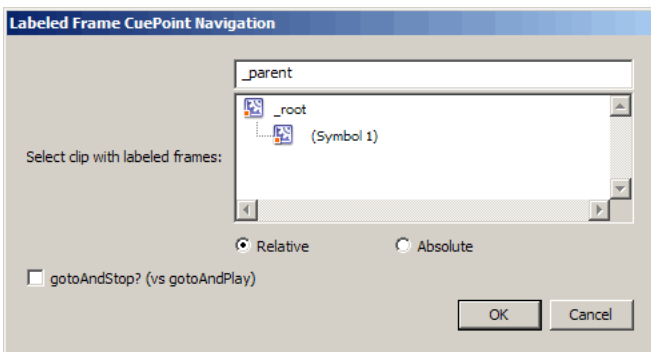 Labeled Frame CuePoint Navigation
_parent
_root
(Symbol 1)
Select clip with labeled frames:
Relative Absolute
gotoAndStop? (vs gotoAndPlay)
OK Cancel